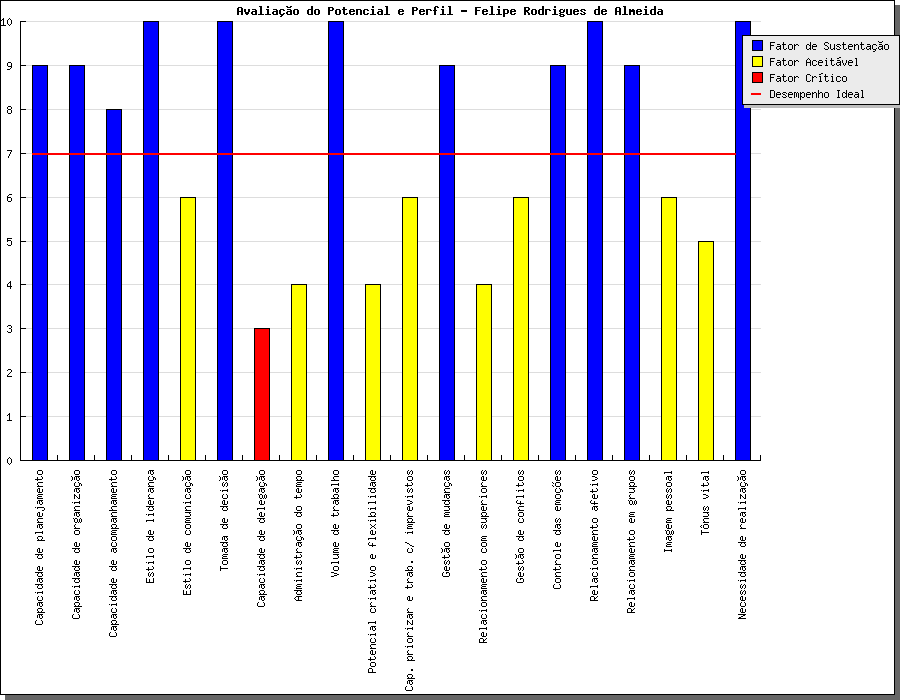 Avaliação do Potencial e Perfil - Felipe Rodrigues de Almeida
Fator de Sustentação
Fator Aceitável
Fator Crítico
Desempenho Ideal
10
9
8
7
6
5
4
3
2
1
0
Capacidade de planejamento
Capacidade de organização
Capacidade de acompanhamento
Estilo de liderança
Estilo de comunicação
Tomada de decisão
Capacidade de delegação
Administração do tempo
Volume de trabalho
Potencial criativo e flexibilidade
Cap. priorizar e trab. c/ imprevistos
Gestão de mudanças
Relacionamento com superiores
Gestão de conflitos
Controle das emoções
Relacionamento afetivo
Relacionamento em grupos
Imagem pessoal
Tônus vital
Necessidade de realização